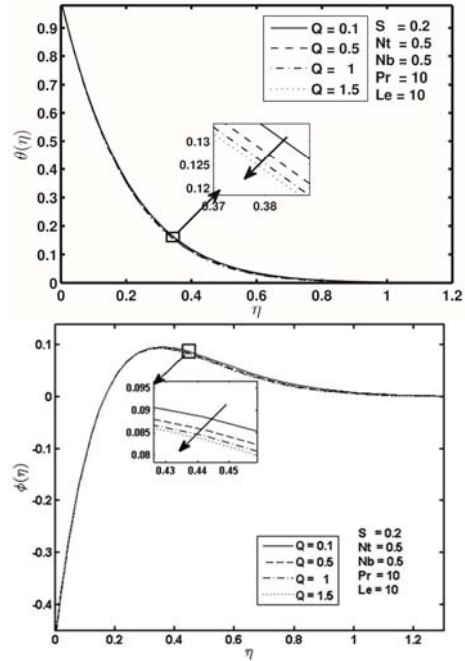 Q = 0.1
Q = 0.5
Q = 1
Q = 1.5
S = 0.2
Nt = 0.5
Nb = 0.5
Pr = 10
Le = 10
0.9
0.8
0.7
0.6
0.5
0.4
0.3
0.2
0.1
0
θ(η)
0.13
0.125
0.12
0.37
0.38
0
0.2
0.4
0.6
0.8
1
1.2
η
0.1
0
-0.1
-0.2
-0.3
-0.4
ϕ(η)
0.095
0.09
0.085
0.08
0.43
0.44
0.45
Q = 0.1
Q = 0.5
Q = 1
Q = 1.5
S = 0.2
Nt = 0.5
Nb = 0.5
Pr = 10
Le = 10
0
0.2
0.4
0.6
0.8
1
1.2
η